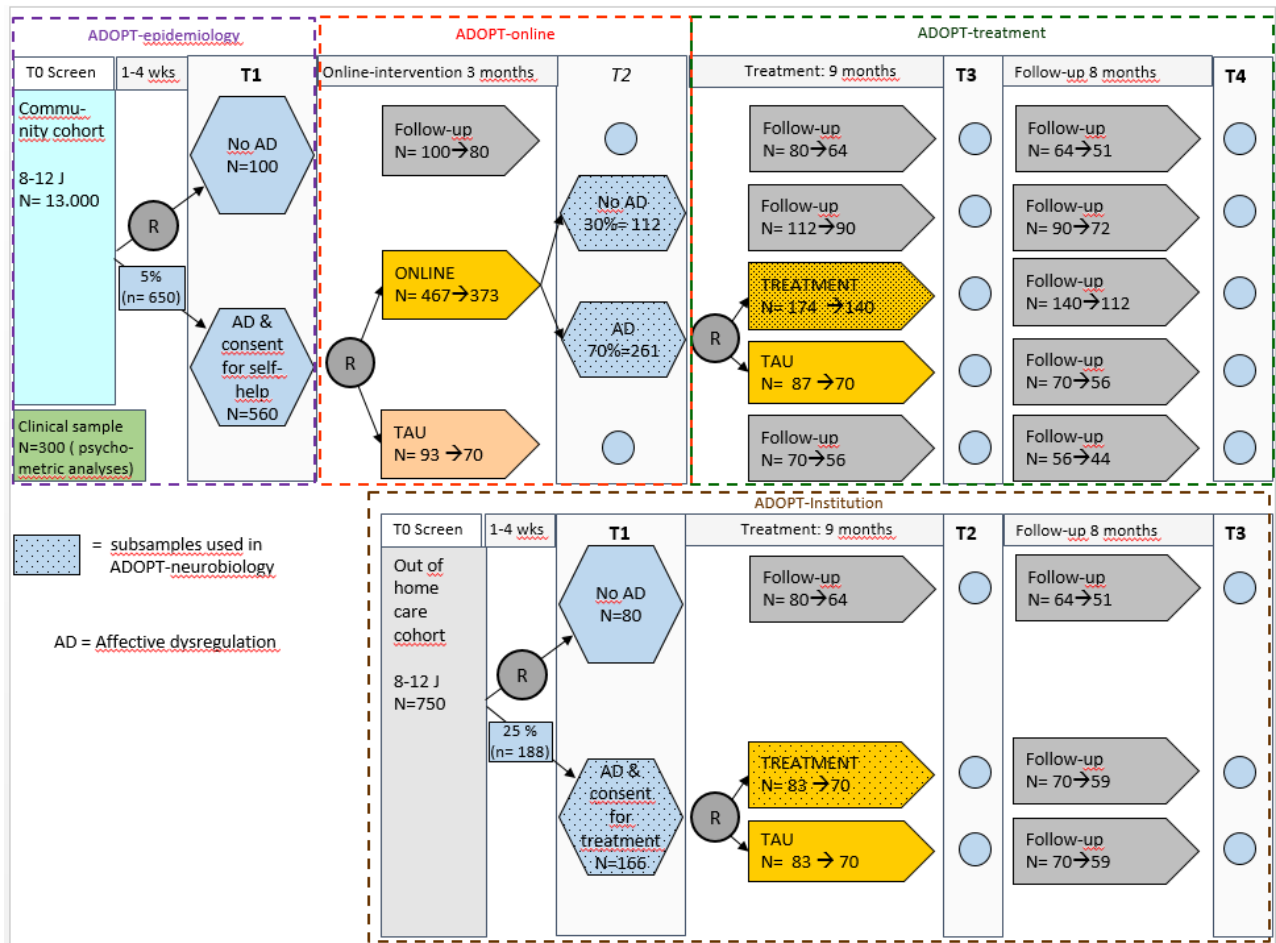 ADOPT-epidemiology
ADOPT-online
ADOPT-treatment
T0 Screen
1-4 wks
T1
Online-intervention 3 months
T2
Treatment: 9 months
T3
Follow-up 8 months
T4
Commu-
nity cohort
8-12 J
N= 13.000
R
5%
(n= 650)
No AD
N=100
AD &
consent
for self-
help
N=560
Clinical sample
N=300 ( psycho-
metric analyses)
R
Follow-up
N= 100→80
ONLINE
N= 467→373
TAU
N= 93 →70
No AD
30%= 112
AD
70%=261
R
Follow-up
N= 80→64
Follow-up
N= 112→90
TREATMENT
N= 174 →140
TAU
N=  87 →70
Follow-up
N= 70→56
Follow-up
N= 64→51
Follow-up
N= 90→72
Follow-up
N= 140→112
Follow-up
N= 70→56
Follow-up
N= 56→44
= subsamples used in
ADOPT-neurobiology
AD = Affective dysregulation
ADOPT-Institution
T0 Screen
1-4 wks
T1
Treatment: 9 months
T2
Follow-up 8 months
T3
Out of
home
care
cohort
8-12 J
N=750
R
25 %
(n= 188)
No AD
N=80
AD &
consent
for
treatment
N=166
R
Follow-up
N= 80→64
TREATMENT
N= 83 →70
TAU
N=  83 → 70
Follow-up
N= 64→51
Follow-up
N= 70→59
Follow-up
N= 70→59